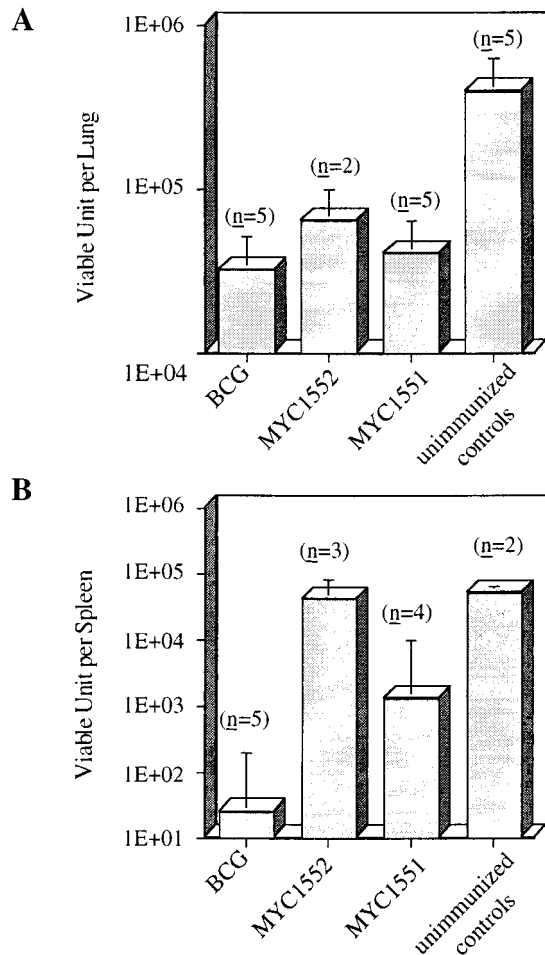 A
1E+06
1E+05
1E+04
Viable Unit per Lung
(n=5)
(n=2)
(n=5)
(n=5)
BCG
MYC1552
MYC1551
unimmunized
controls
B
1E+06
1E+05
1E+04
1E+03
1E+02
1E+01
Viable Unit per Spleen
(n=5)
(n=3)
(n=4)
(n=2)
BCG
MYC1552
MYC1551
unimmunized
controls